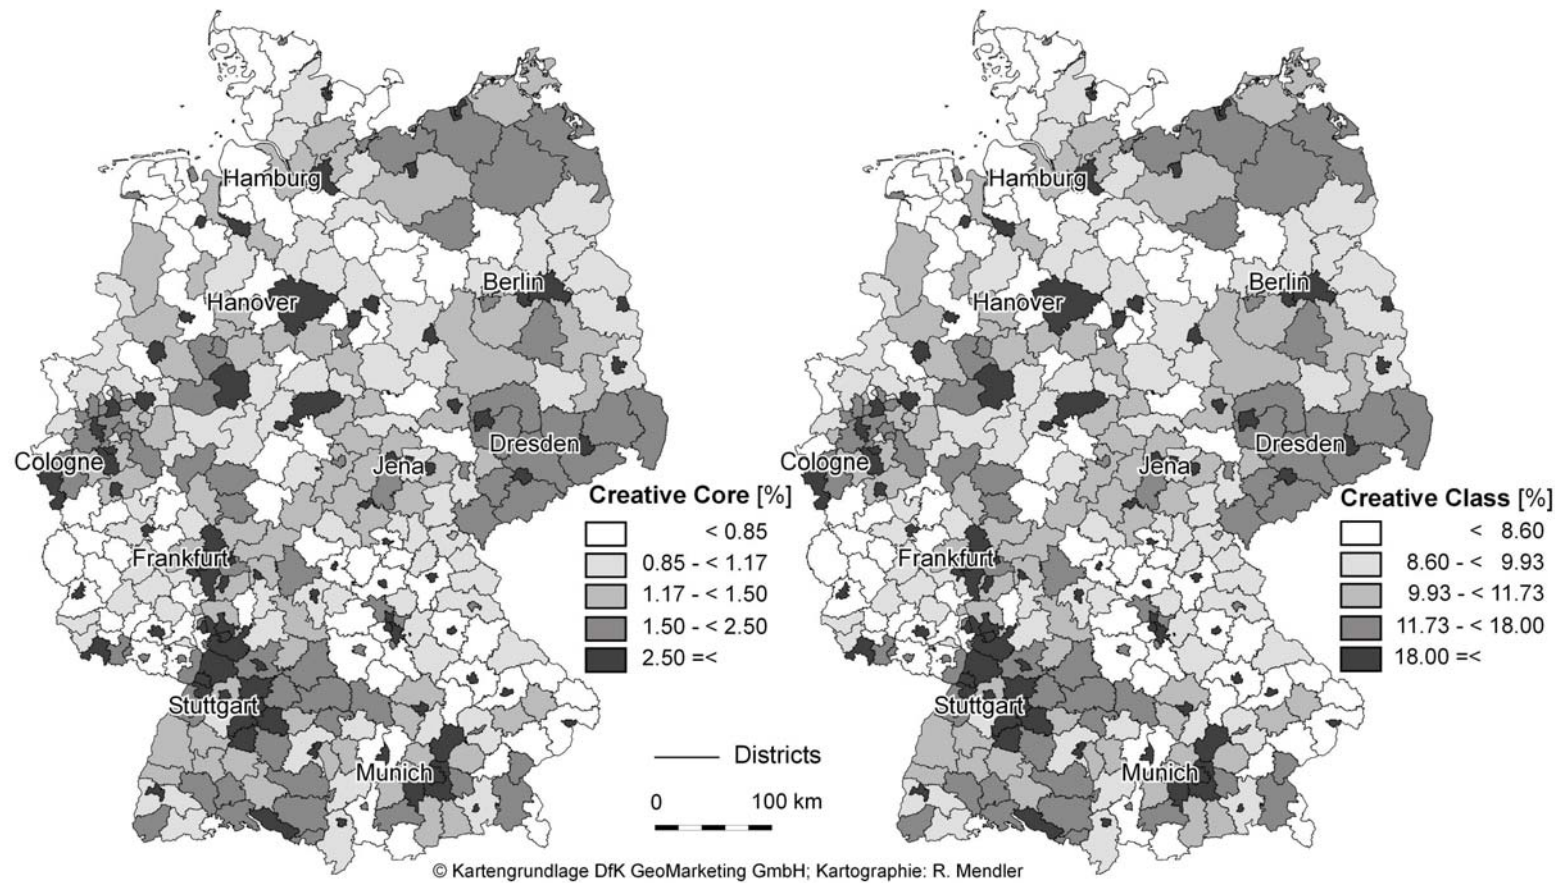 Hamburg
Berlin
Hanover
Dresden
Cologne
Jena
Frankfurt
Stuttgart
Munich
Creative Core [%]
< 0.85
0.85 - < 1.17
1.17 - < 1.50
1.50 - < 2.50
2.50 =<
Districts
0 100 km
Hamburg
Berlin
Hanover
Dresden
Cologne
Jena
Frankfurt
Stuttgart
Munich
Creative Class [%]
< 8.60
8.60 - < 9.93
9.93 - < 11.73
11.73 - < 18.00
18.00 =<
© Kartengrundlage DfK GeoMarketing GmbH; Kartographie: R. Mendler